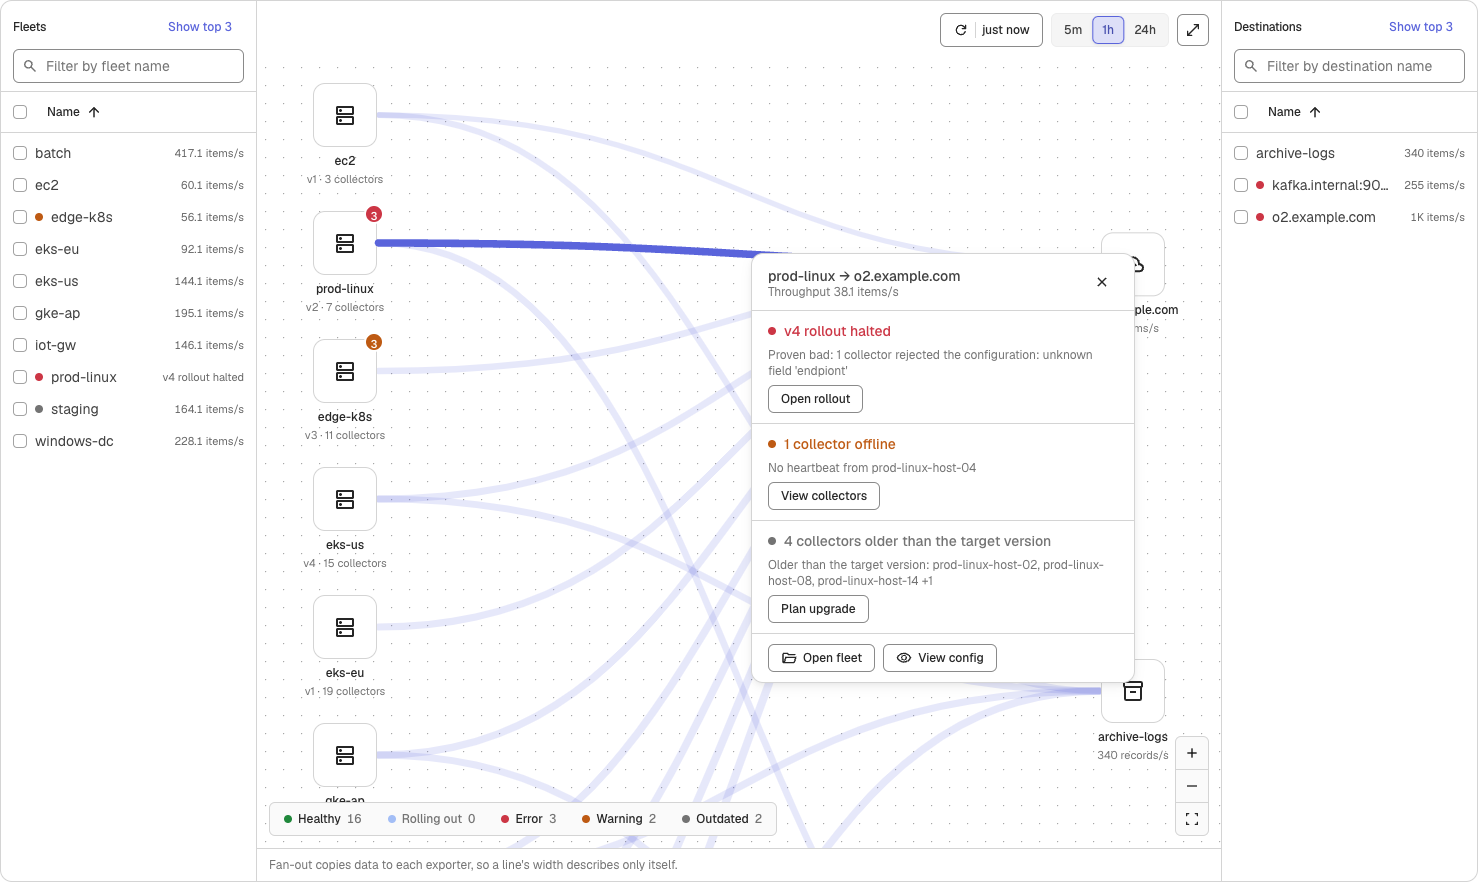 Fleets
Show top 3
Filter by fleet name
Name
batch 417.1 items/s
ec2 60.1 items/s
edge-k8s 56.1 items/s
eks-eu 92.1 items/s
eks-us 144.1 items/s
gke-ap 195.1 items/s
iot-gw 146.1 items/s
prod-linux v4 rollout halted
staging 164.1 items/s
windows-dc 228.1 items/s
just now
5m 1h 24h
ec2
v1 · 3 collectors
3
prod-linux
v2 · 7 collectors
3
edge-k8s
v3 · 11 collectors
eks-us
v4 · 15 collectors
eks-eu
v1 · 19 collectors
gke-ap
prod-linux → o2.example.com
Throughput 38.1 items/s
v4 rollout halted
Proven bad: 1 collector rejected the configuration: unknown
field 'endpiont'
Open rollout
1 collector offline
No heartbeat from prod-linux-host-04
View collectors
4 collectors older than the target version
Older than the target version: prod-linux-host-02, prod-linux-
host-08, prod-linux-host-14 +1
Plan upgrade
Open fleet
View config
ple.com
ms/s
archive-logs
340 records/s
Healthy 16
Rolling out 0
Error 3
Warning 2
Outdated 2
Fan-out copies data to each exporter, so a line's width describes only itself.
Destinations
Show top 3
Filter by destination name
Name
archive-logs 340 items/s
kafka.internal:90… 255 items/s
o2.example.com 1K items/s